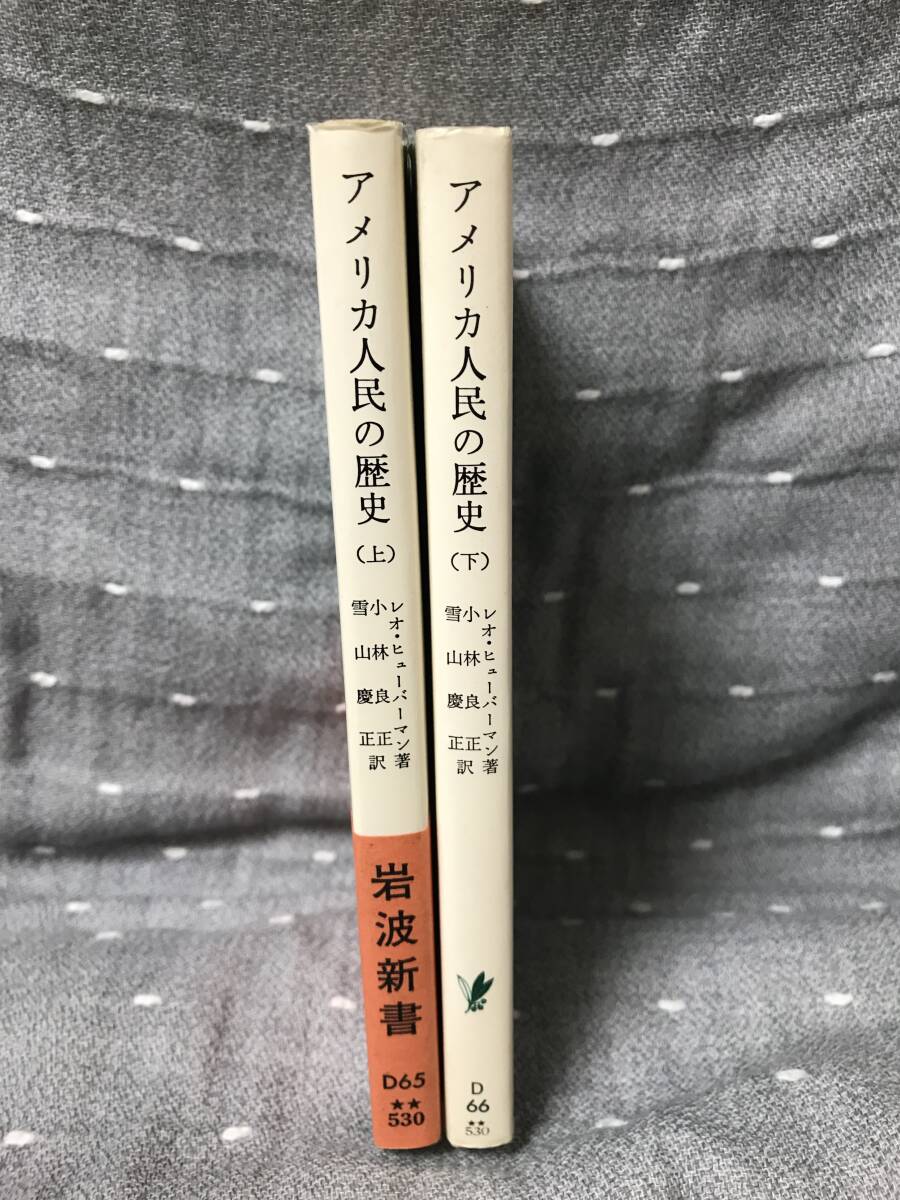 アメリカ人民の歴史(上)
レオ・ヒューバーマン著
小林良正
雪山慶正
訳
岩波新書
D65
★★
530
アメリカ人民の歴史(下)
レオ・ヒューバーマン著
小林良正
雪山慶正
訳
D
66
★★
530